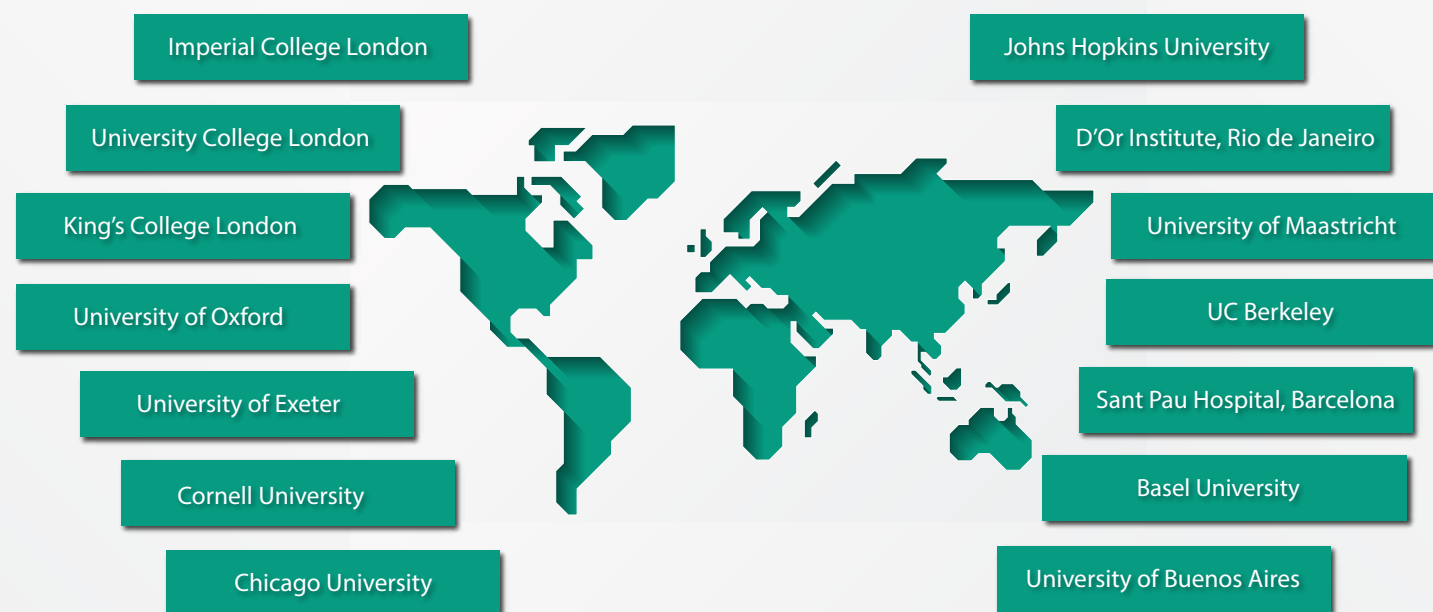 Imperial College London
University College London
King's College London
University of Oxford
University of Exeter
Cornell University
Chicago University
Johns Hopkins University
D'Or Institute, Rio de Janeiro
University of Maastricht
UC Berkeley
Sant Pau Hospital, Barcelona
Basel University
University of Buenos Aires